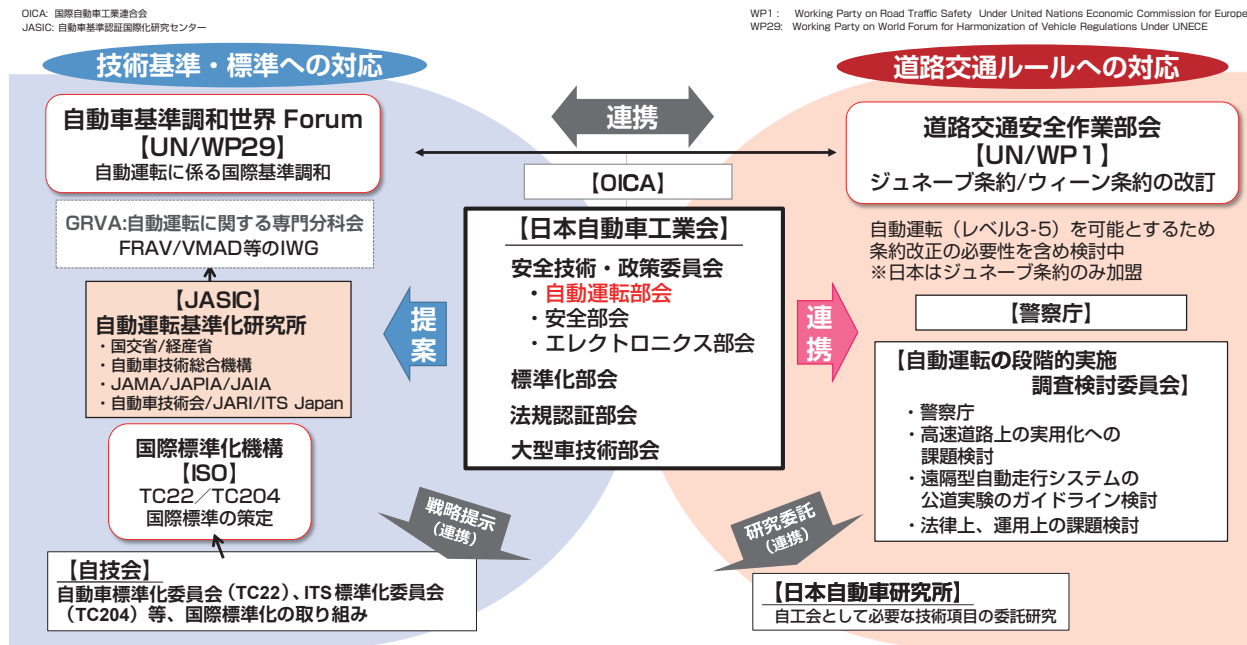 OICA: 国際自動車工業連合会
JASIC: 自動車基準認証国際化研究センター
WP1 : Working Party on Road Traffic Safety Under United Nations Economic Commission for Europe
WP29: Working Party on World Forum for Harmonization of Vehicle Regulations Under UNECE
技術基準・標準への対応
自動車基準調和世界 Forum
【UN/WP29】
自動運転に係る国際基準調和
GRVA:自動運転に関する専門分科会
FRAV/VMAD等のIWG
【JASIC】
自動運転基準化研究所
・国交省/経産省
・自動車技術総合機構
・JAMA/JAPIA/JAIA
・自動車技術会/JARI/ITS Japan
国際標準化機構
【ISO】
TC22／TC204
国際標準の策定
【自技会】
自動車標準化委員会（TC22）、ITS標準化委員会
（TC204）等、国際標準化の取り組み
連携
【OICA】
【日本自動車工業会】
安全技術・政策委員会
・自動運転部会
・安全部会
・エレクトロニクス部会
標準化部会
法規認証部会
大型車技術部会
提案
連携
戦略提示
（連携）
研究委託
（連携）
道路交通ルールへの対応
道路交通安全作業部会
【UN/WP1】
ジュネーブ条約/ウィーン条約の改訂
自動運転（レベル3-5）を可能とするため
条約改正の必要性を含め検討中
※日本はジュネーブ条約のみ加盟
【警察庁】
【自動運転の段階的実施
調査検討委員会】
・警察庁
・高速道路上の実用化への
課題検討
・遠隔型自動走行システムの
公道実験のガイドライン検討
・法律上、運用上の課題検討
【日本自動車研究所】
自工会として必要な技術項目の委託研究